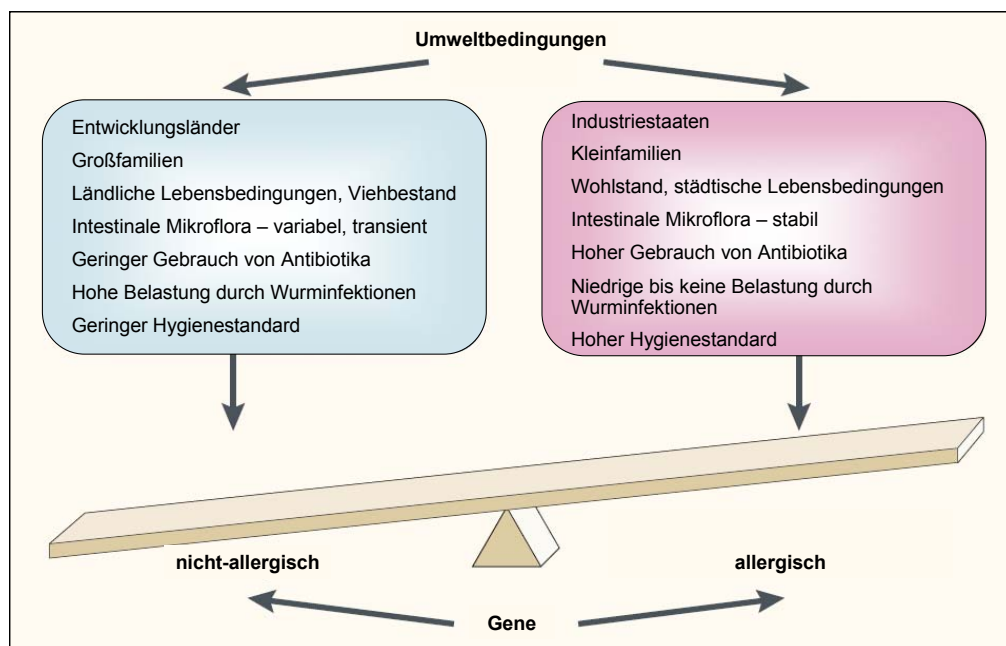 Umweltbedingungen
Entwicklungsländer
Großfamilien
Ländliche Lebensbedingungen, Viehbestand
Intestinale Mikroflora – variabel, transient
Geringer Gebrauch von Antibiotika
Hohe Belastung durch Wurminfektionen
Geringer Hygienestandard
Industriestaaten
Kleinfamilien
Wohlstand, städtische Lebensbedingungen
Intestinale Mikroflora – stabil
Hoher Gebrauch von Antibiotika
Niedrige bis keine Belastung durch
Wurminfektionen
Hoher Hygienestandard
nicht-allergisch
allergisch
Gene